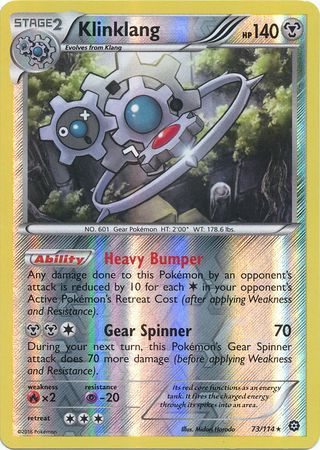 STAGE2
Klinklang
HP140
Evolves from Klang
NO. 601 Gear Pokémon HT: 2'00" WT: 178.6 lbs.
Ability Heavy Bumper
Any damage done to this Pokémon by an opponent's
attack is reduced by 10 for each in your opponent's
Active Pokémon's Retreat Cost (after applying Weakness
and Resistance).
Gear Spinner 70
During your next turn, this Pokémon's Gear Spinner
attack does 70 more damage (before applying Weakness
and Resistance).
weakness resistance
×2 -20
retreat
Its red core functions as an energy
tank. It fires the charged energy
through its spikes into an area.
©2016 Pokémon
Illus. Midori Harada
73/114